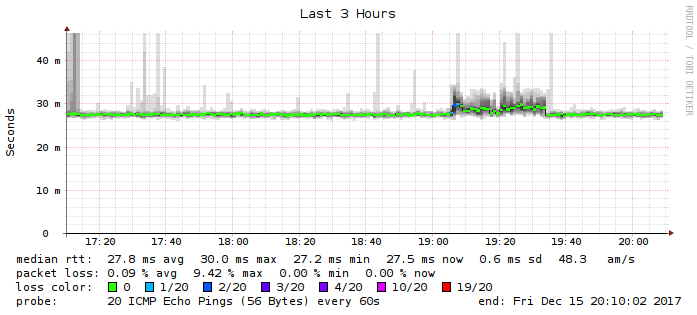 Last 3 Hours
RRDTOOL / TOBI OETIKER
Seconds
40 m
30 m
20 m
10 m
0
17:20 17:40 18:00 18:20 18:40 19:00 19:20 19:40 20:00
median rtt: 27.8 ms avg 30.0 ms max 27.2 ms min 27.5 ms now 0.6 ms sd 48.3 am/s
packet loss: 0.09 % avg 9.42 % max 0.00 % min 0.00 % now
loss color: 0 1/20 2/20 3/20 4/20 10/20 19/20
probe: 20 ICMP Echo Pings (56 Bytes) every 60s end: Fri Dec 15 20:10:02 2017